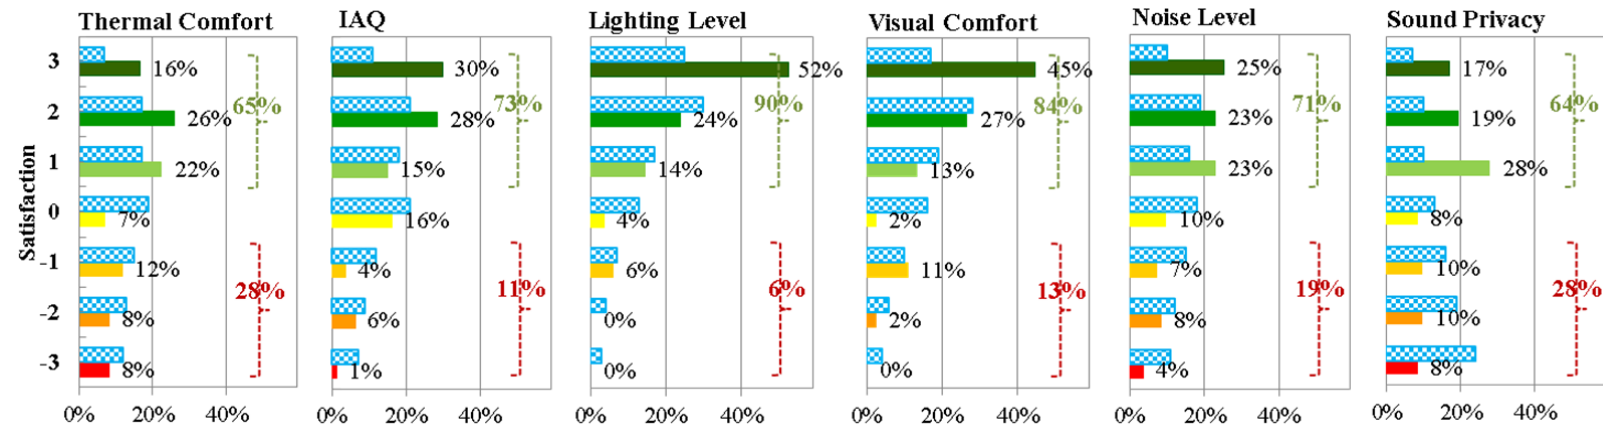 Thermal Comfort IAQ Lighting Level Visual Comfort Noise Level Sound Privacy
3 16% 30% 52% 45% 25% 17%
65% 73% 90% 84% 71% 64%
2 26% 28% 24% 27% 23% 19%
1 22% 15% 14% 13% 23% 28%
Satisfaction
0 7% 16% 4% 2% 10% 8%
-1 12% 4% 6% 11% 7% 10%
28% 11% 6% 13% 19% 28%
-2 8% 6% 0% 2% 8% 10%
-3 8% 1% 0% 0% 4% 8%
0% 20% 40% 0% 20% 40% 0% 20% 40% 0% 20% 40% 0% 20% 40% 0% 20% 40%